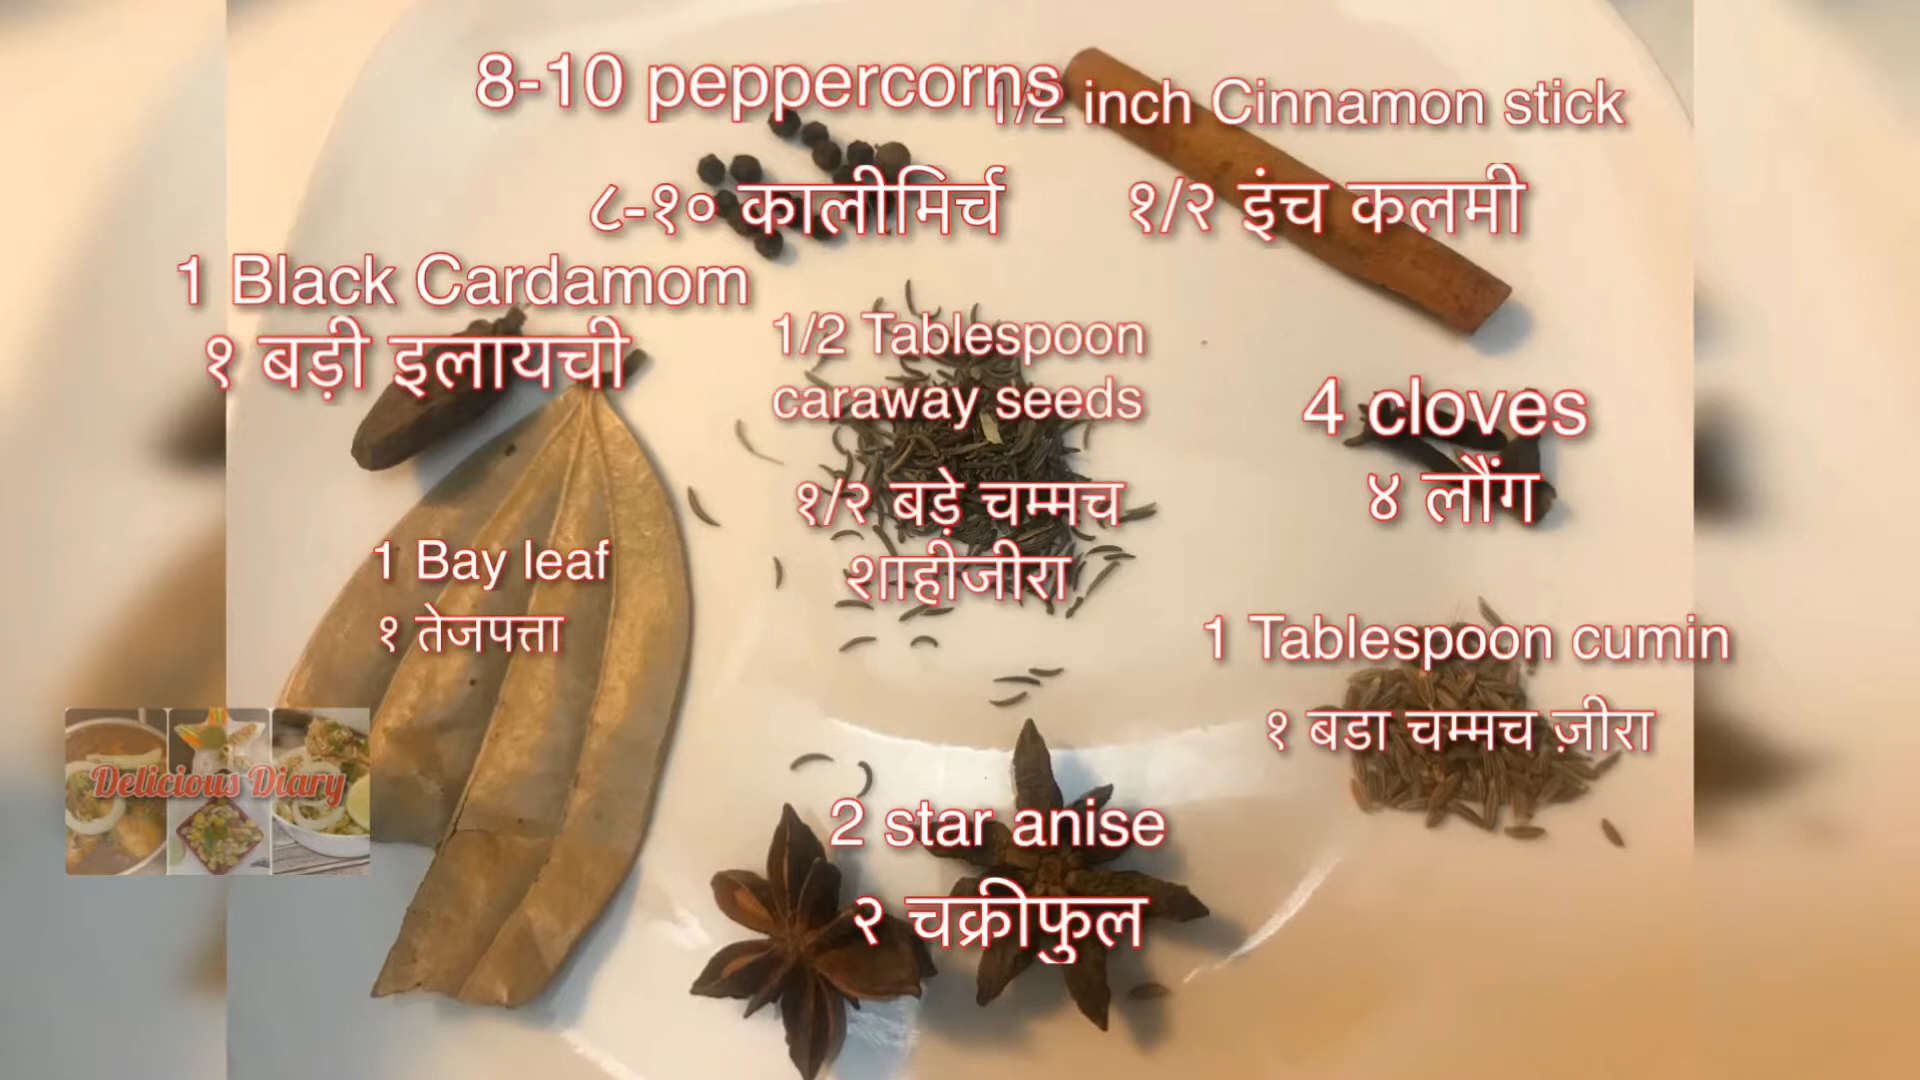 8-10 peppercorns
1/2 inch Cinnamon stick
८-१० कालीमिर्च
१/२ इंच कलमी
1 Black Cardamom
१ बड़ी इलायची
1/2 Tablespoon
caraway seeds
१/२ बड़े चम्मच
शाहीजीरा
4 cloves
४ लौंग
1 Bay leaf
१ तेजपत्ता
1 Tablespoon cumin
१ बडा चम्मच ज़ीरा
Delicious Diary
2 star anise
२ चक्रीफुल